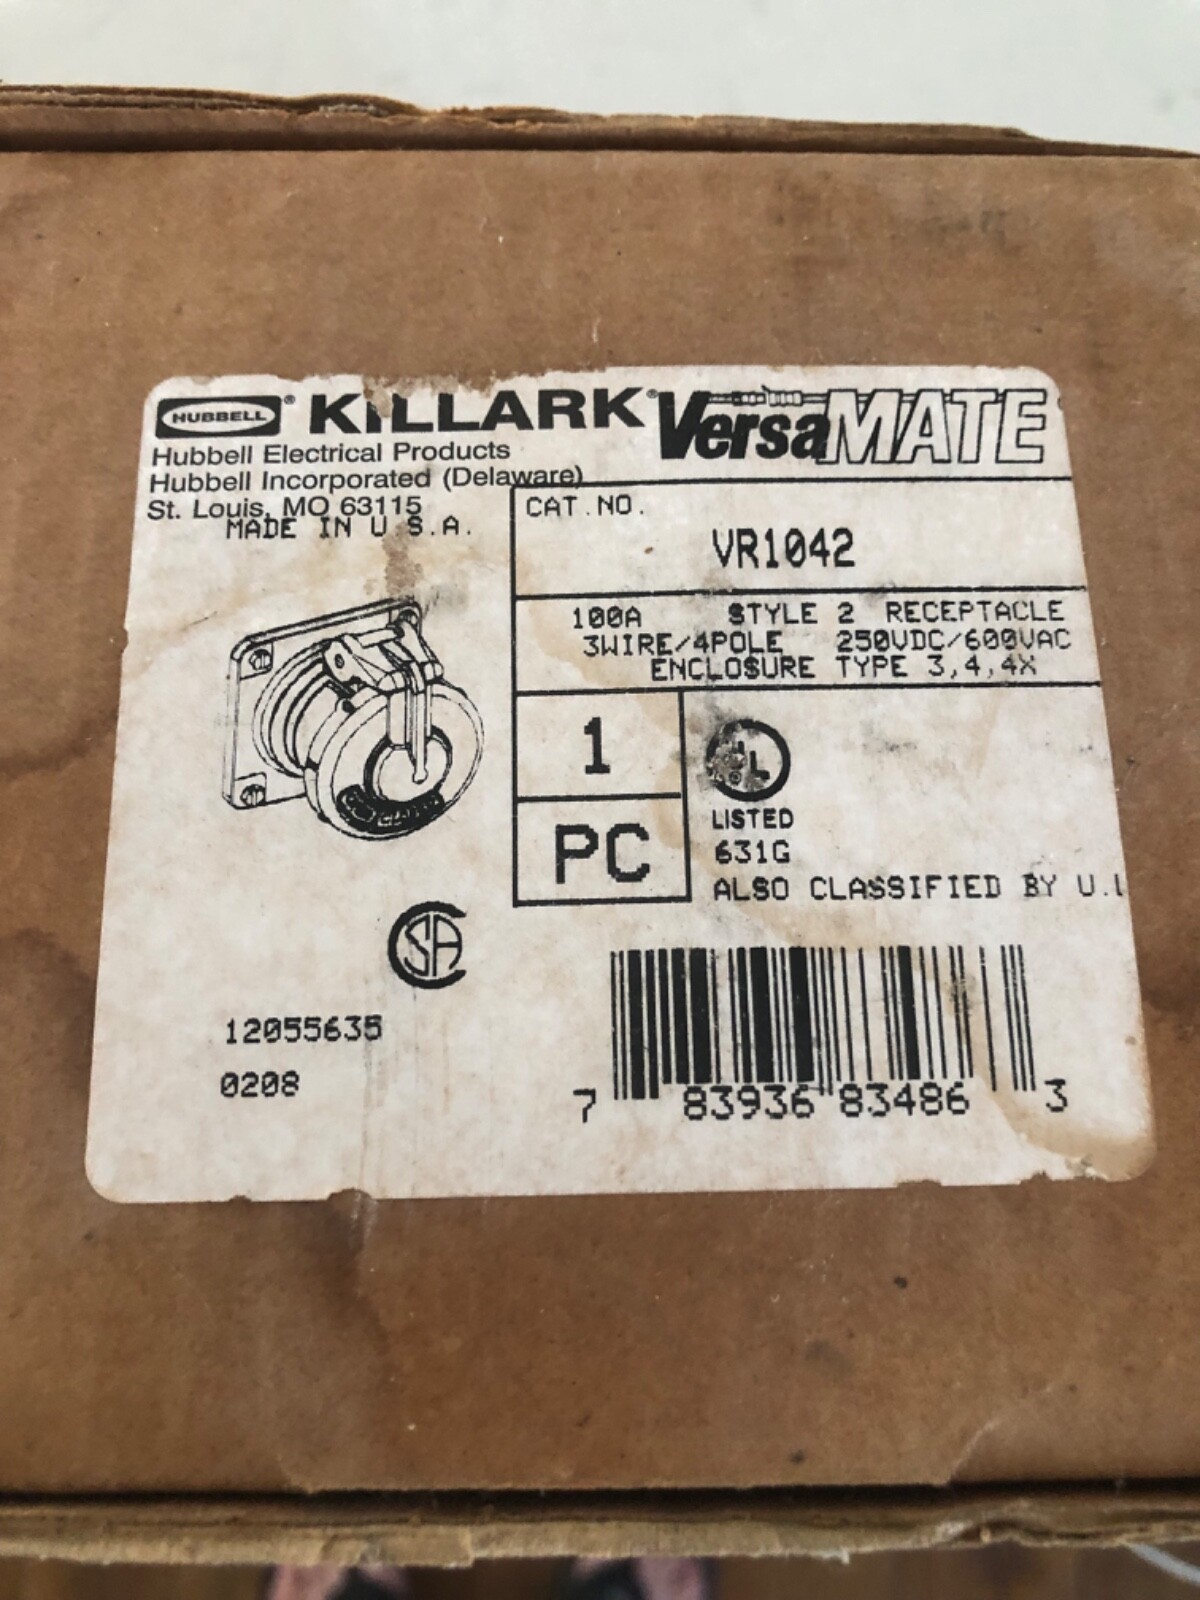 HUBBELL® KILLARK® VersaMATE
Hubbell Electrical Products
Hubbell Incorporated (Delaware)
St. Louis, MO 63115
MADE IN U.S.A.
CAT.NO.
VR1042
100A STYLE 2 RECEPTACLE
3WIRE/4POLE 250VDC/600VAC
ENCLOSURE TYPE 3,4,4X
1
PC
UL
LISTED
631G
ALSO CLASSIFIED BY U.L
CSA
12055635
0208
7 83936 83486 3